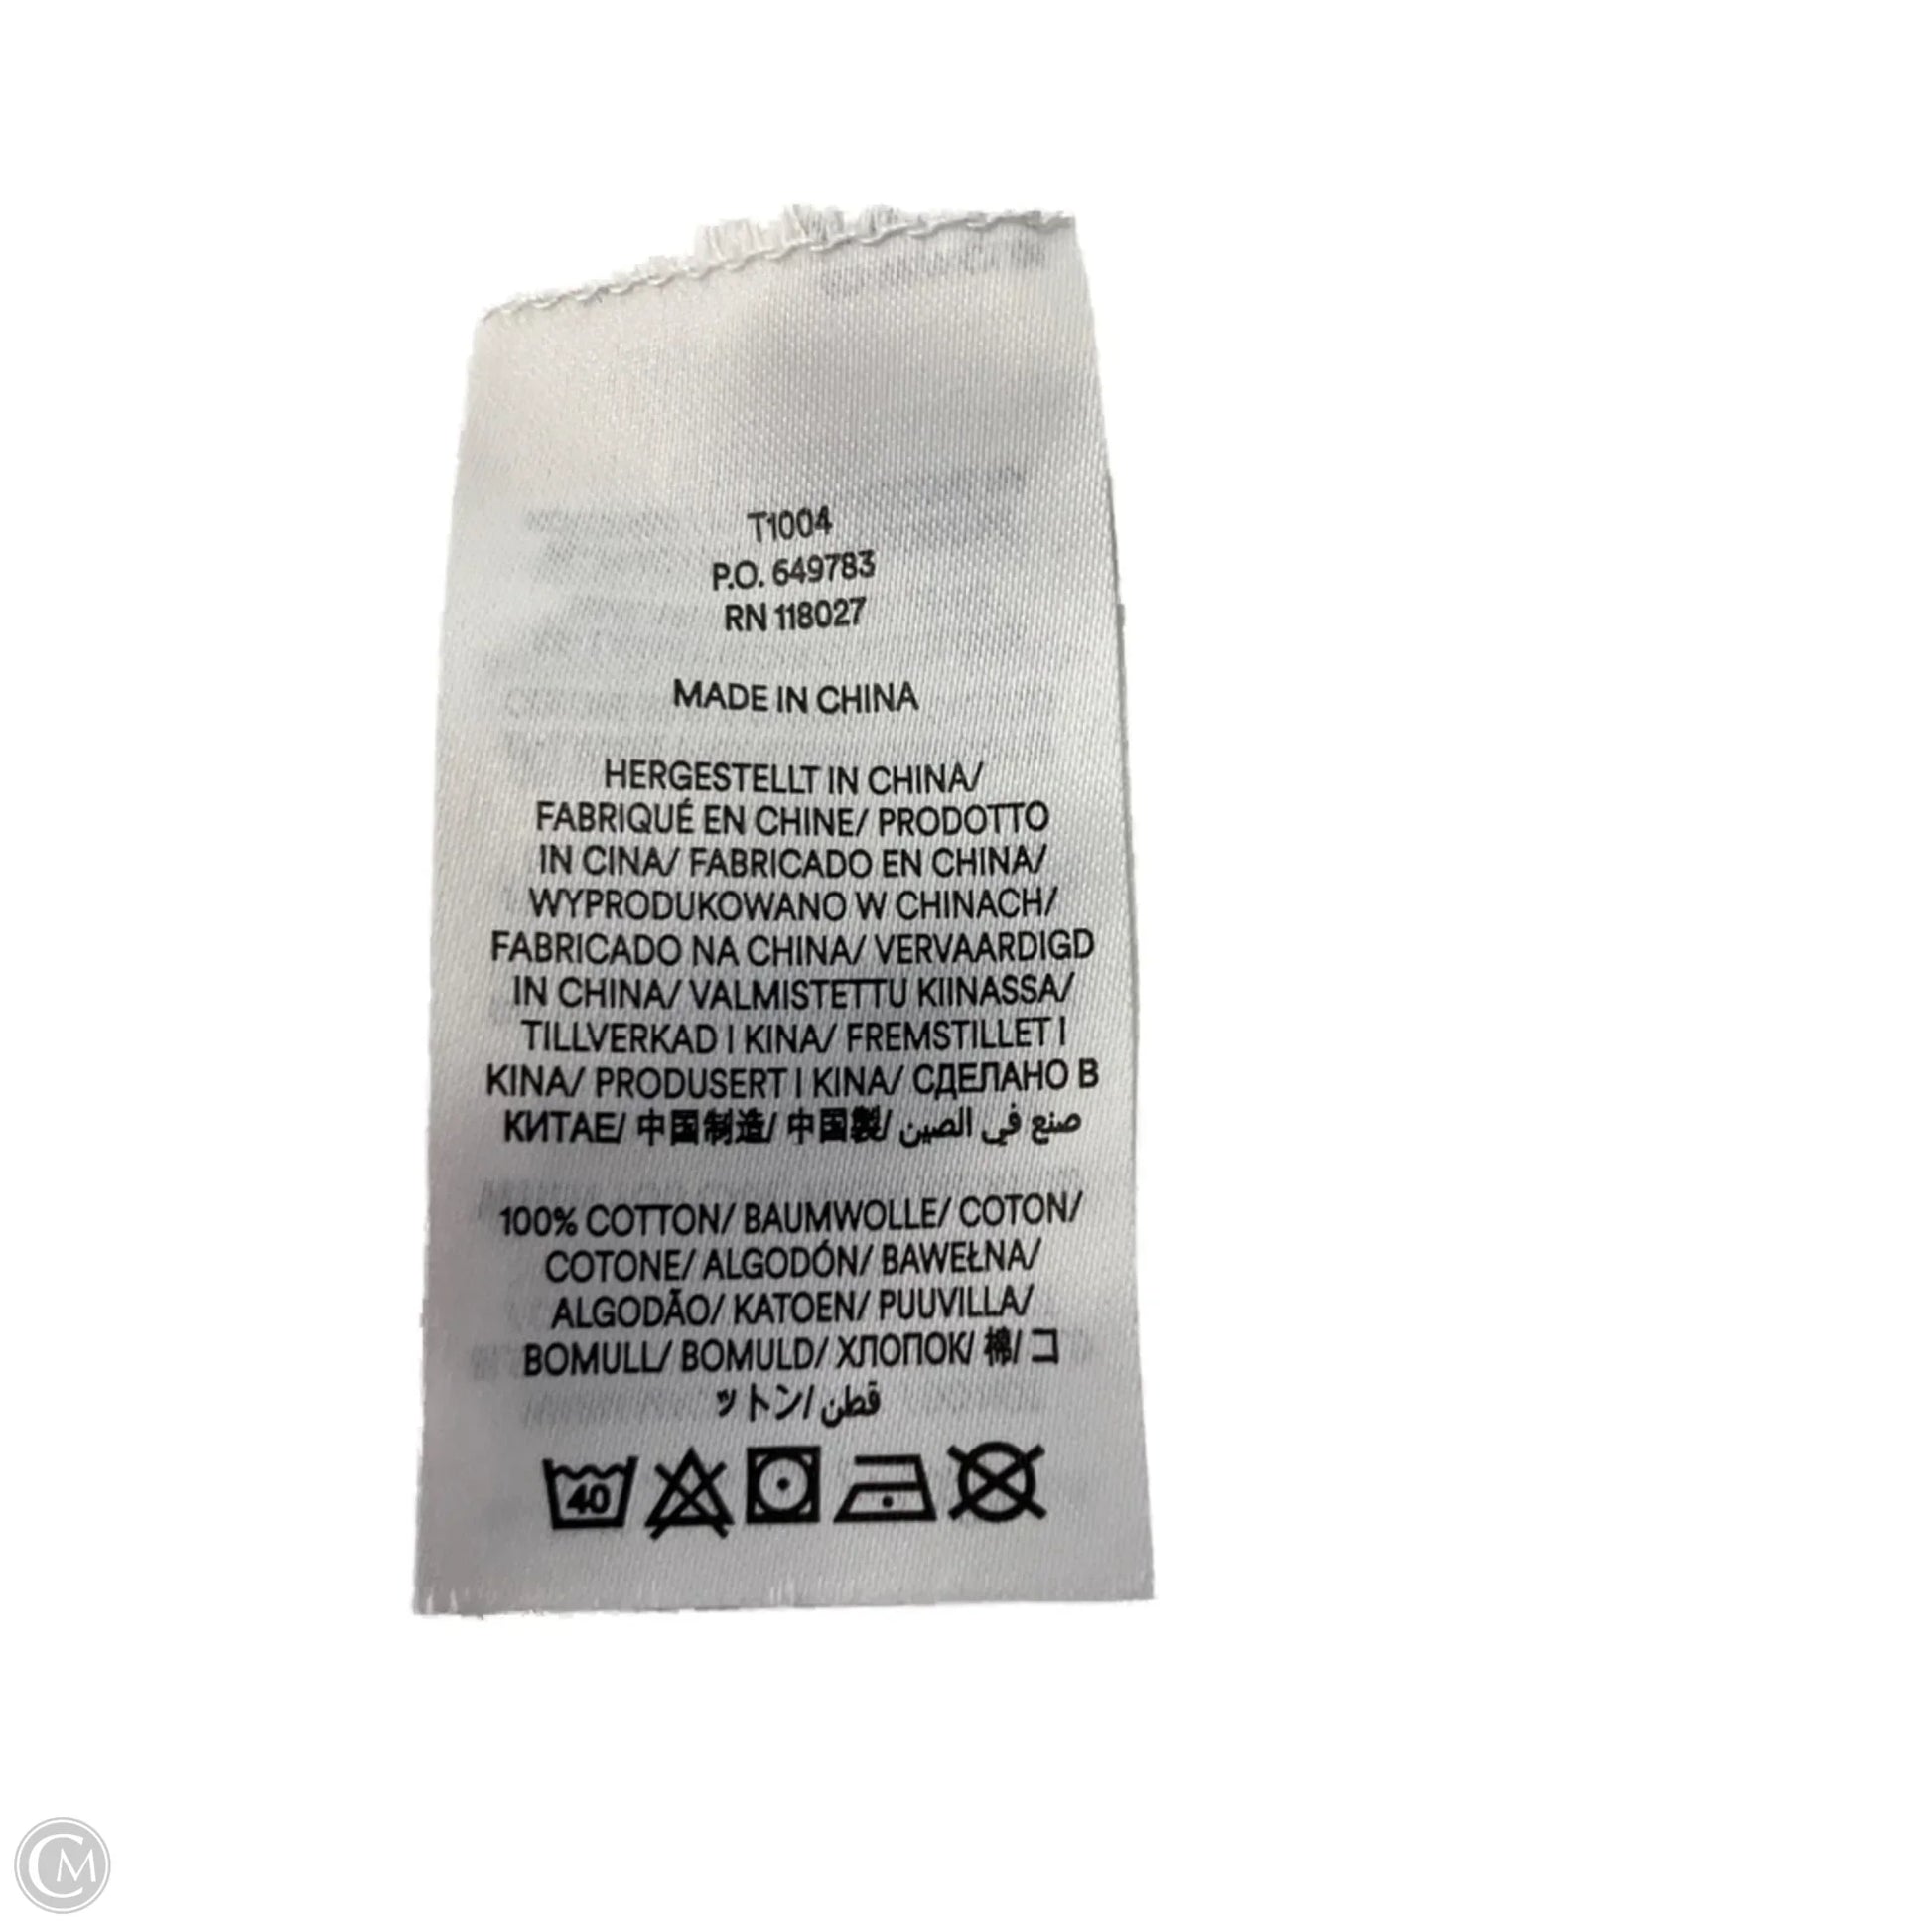 T1004
P.O. 649783
RN 118027
MADE IN CHINA
HERGESTELLT IN CHINA/
FABRIQUÉ EN CHINE/ PRODOTTO
IN CINA/ FABRICADO EN CHINA/
WYPRODUKOWANO W CHINACH/
FABRICADO NA CHINA/ VERVAARDIGD
IN CHINA/ VALMISTETTU KIINASSA/
TILLVERKAD I KINA/ FREMSTILLET I
KINA/ PRODUSERT I KINA/ СДЕЛАНО В
КИТАЕ/ 中国制造/ 中国製/ صنع في الصين
100% COTTON/ BAUMWOLLE/ COTON/
COTONE/ ALGODÓN/ BAWEŁNA/
ALGODÃO/ KATOEN/ PUUVILLA/
BOMULL/ BOMULD/ ХЛОПОК/ 棉/ コ
ットン/ قطن
40
CM